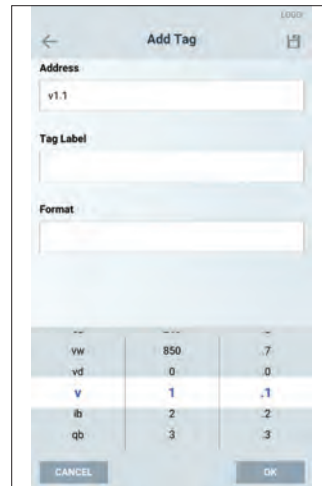 LOGO!
Add Tag
Address
v1.1
Tag Label
Format
vw 850 .7
vd 0 .0
v 1 .1
ib 2 .2
qb 3 .3
CANCEL OK